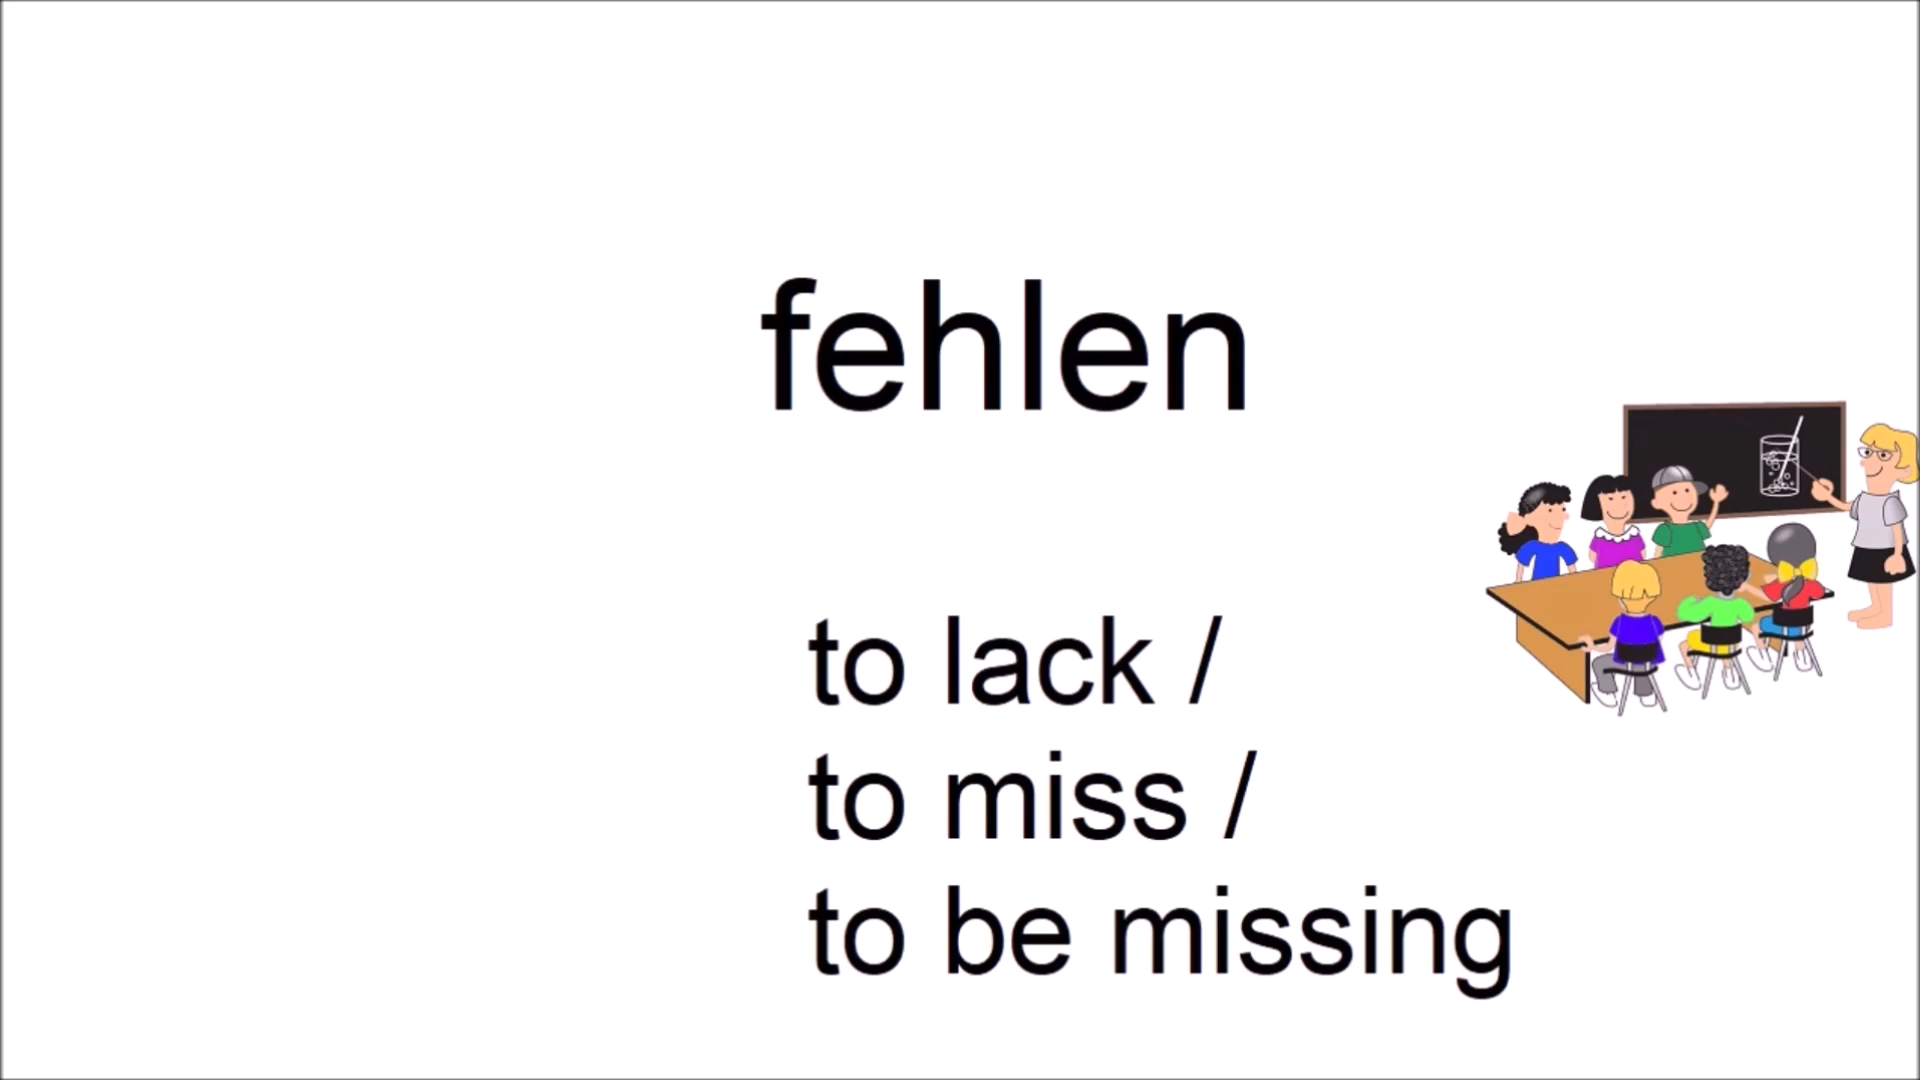 fehlen
to lack /
to miss /
to be missing